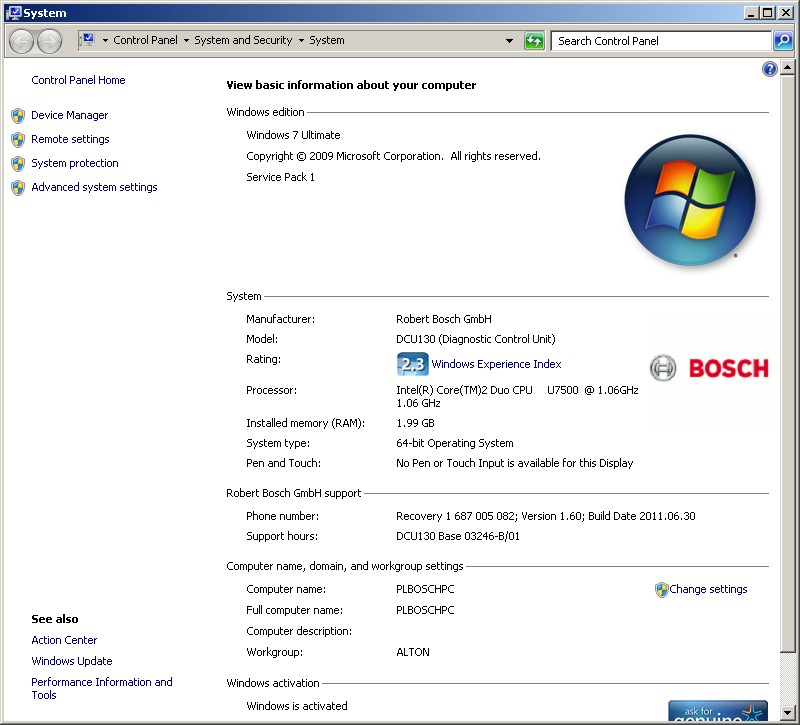 System
Control Panel System and Security System
Search Control Panel
Control Panel Home
Device Manager
Remote settings
System protection
Advanced system settings
See also
Action Center
Windows Update
Performance Information and
Tools
View basic information about your computer
Windows edition
Windows 7 Ultimate
Copyright © 2009 Microsoft Corporation. All rights reserved.
Service Pack 1
System
Manufacturer: Robert Bosch GmbH
Model: DCU130 (Diagnostic Control Unit)
Rating: 2.3 Windows Experience Index
BOSCH
Processor: Intel(R) Core(TM)2 Duo CPU U7500 @ 1.06GHz
1.06 GHz
Installed memory (RAM): 1.99 GB
System type: 64-bit Operating System
Pen and Touch: No Pen or Touch Input is available for this Display
Robert Bosch GmbH support
Phone number: Recovery 1 687 005 082; Version 1.60; Build Date 2011.06.30
Support hours: DCU130 Base 03246-B/01
Computer name, domain, and workgroup settings
Computer name: PLBOSCHPC Change settings
Full computer name: PLBOSCHPC
Computer description:
Workgroup: ALTON
Windows activation
Windows is activated
ask for
genuine